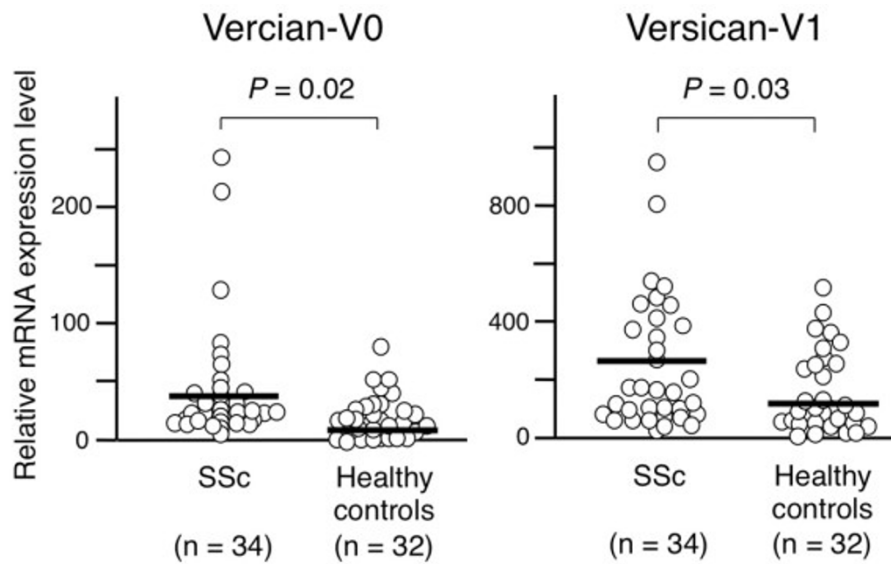 Vercian-V0
Versican-V1
Relative mRNA expression level
P = 0.02
200
100
0
SSc
Healthy
controls
(n = 34)
(n = 32)
P = 0.03
800
400
0
SSc
Healthy
controls
(n = 34)
(n = 32)